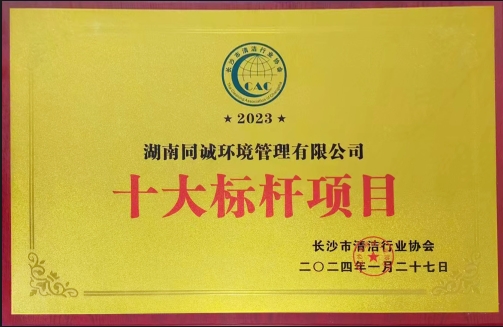 长沙市清洁行业协会
CAC
★ 2023 ★
湖南同诚环境管理有限公司
十大标杆项目
长沙市清洁行业协会
二〇二四年一月二十七日